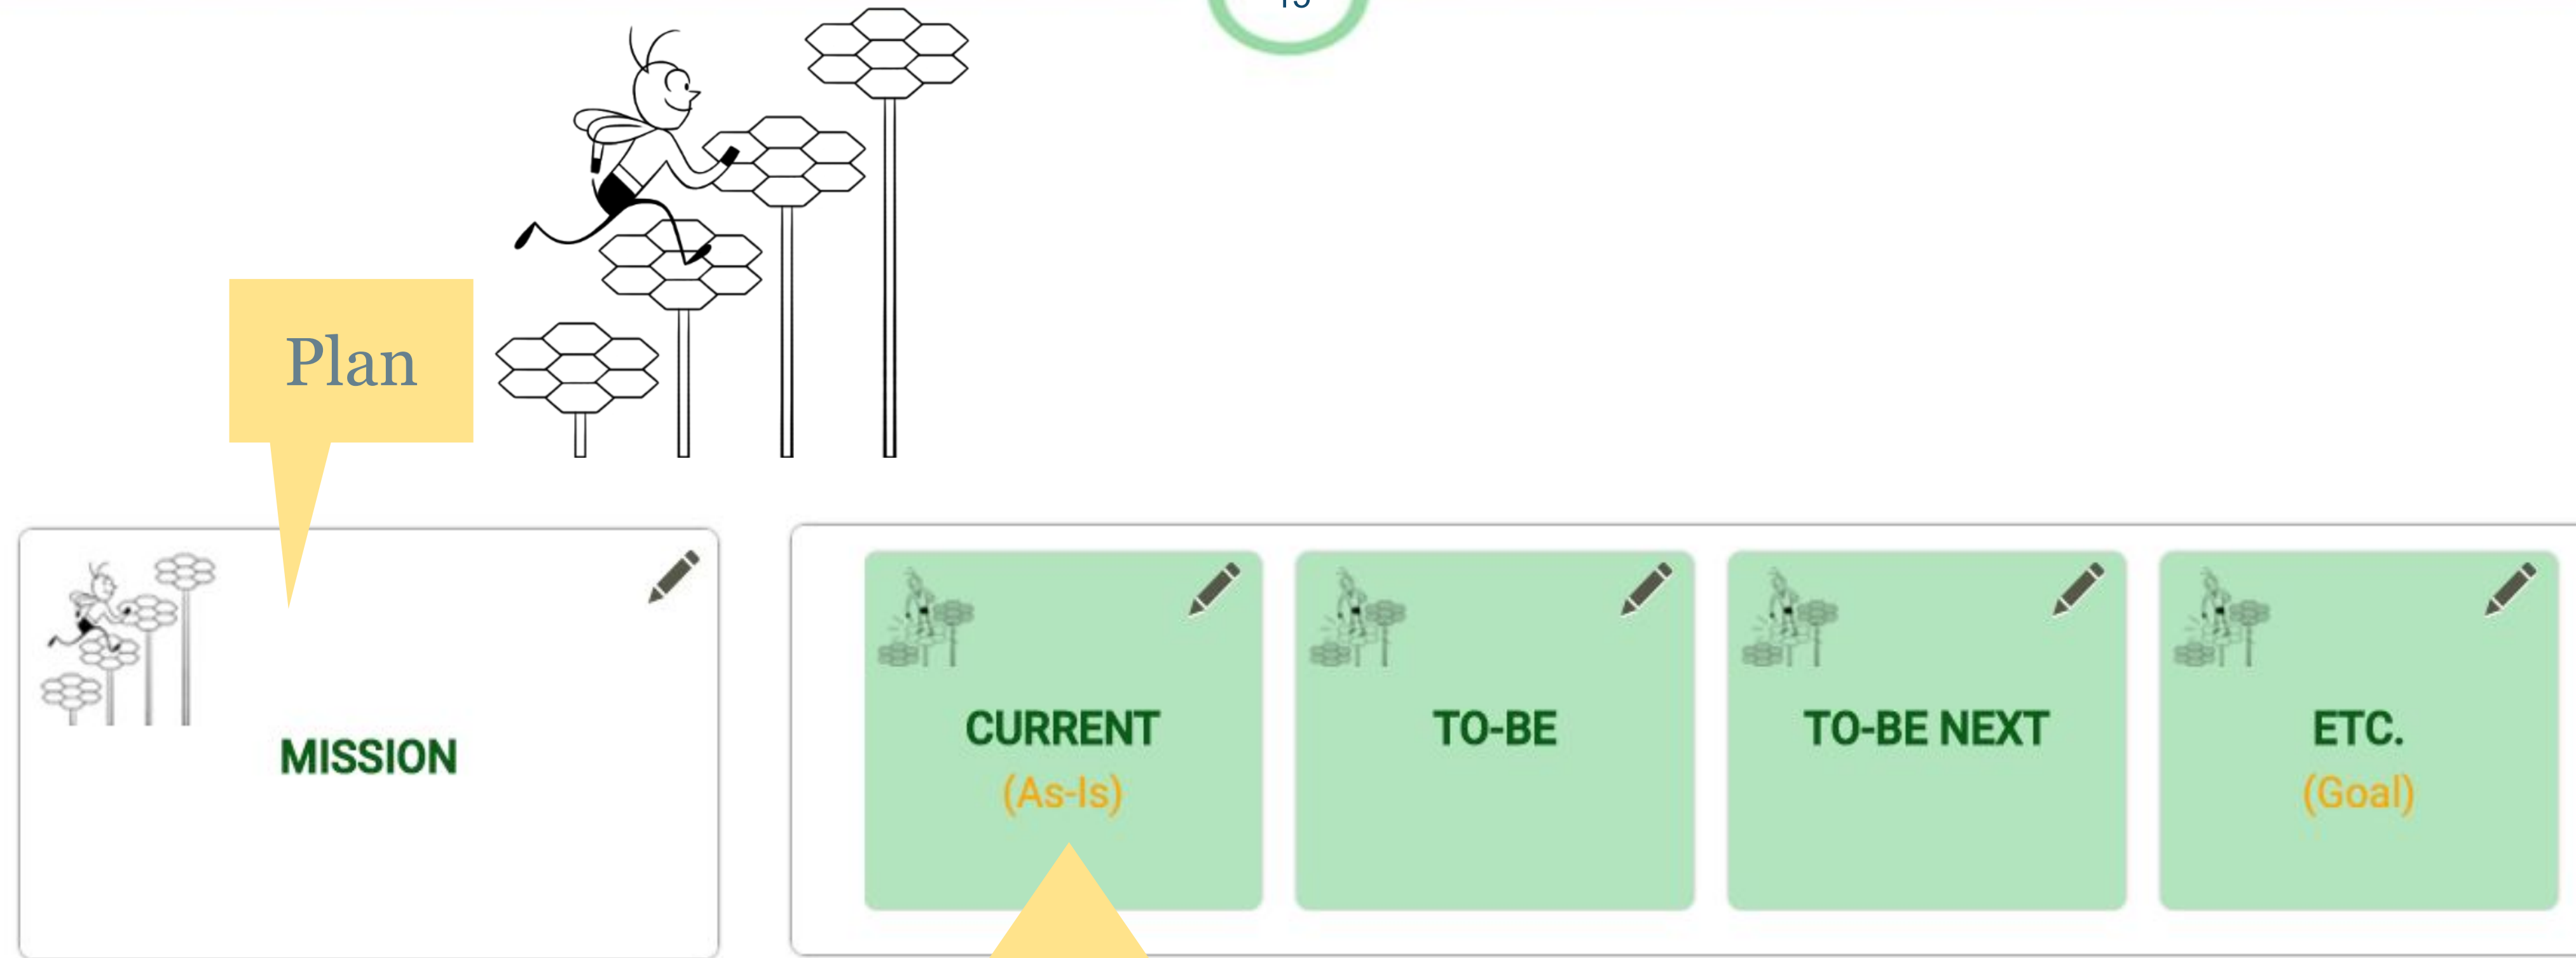 Plan
MISSION
CURRENT
(As-Is)
TO-BE
TO-BE NEXT
ETC.
(Goal)